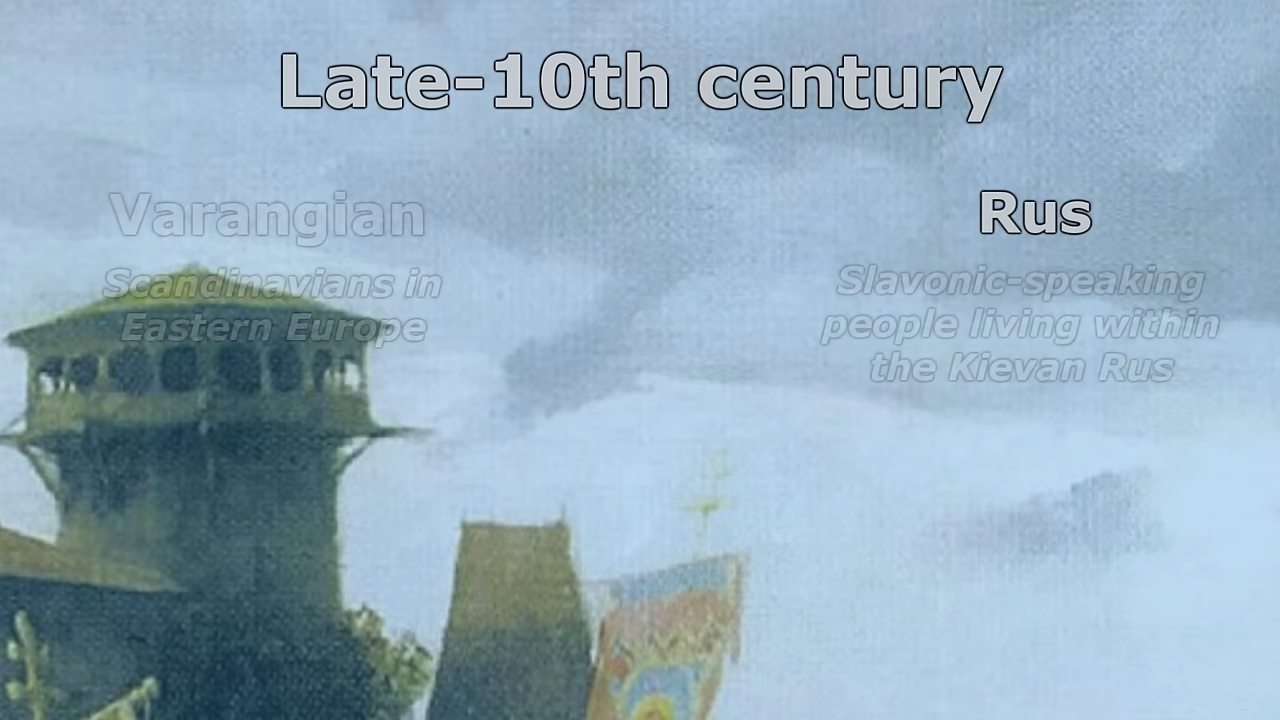 Late-10th century
Varangian
Scandinavians in
Eastern Europe
Rus
Slavonic-speaking
people living within
the Kievan Rus